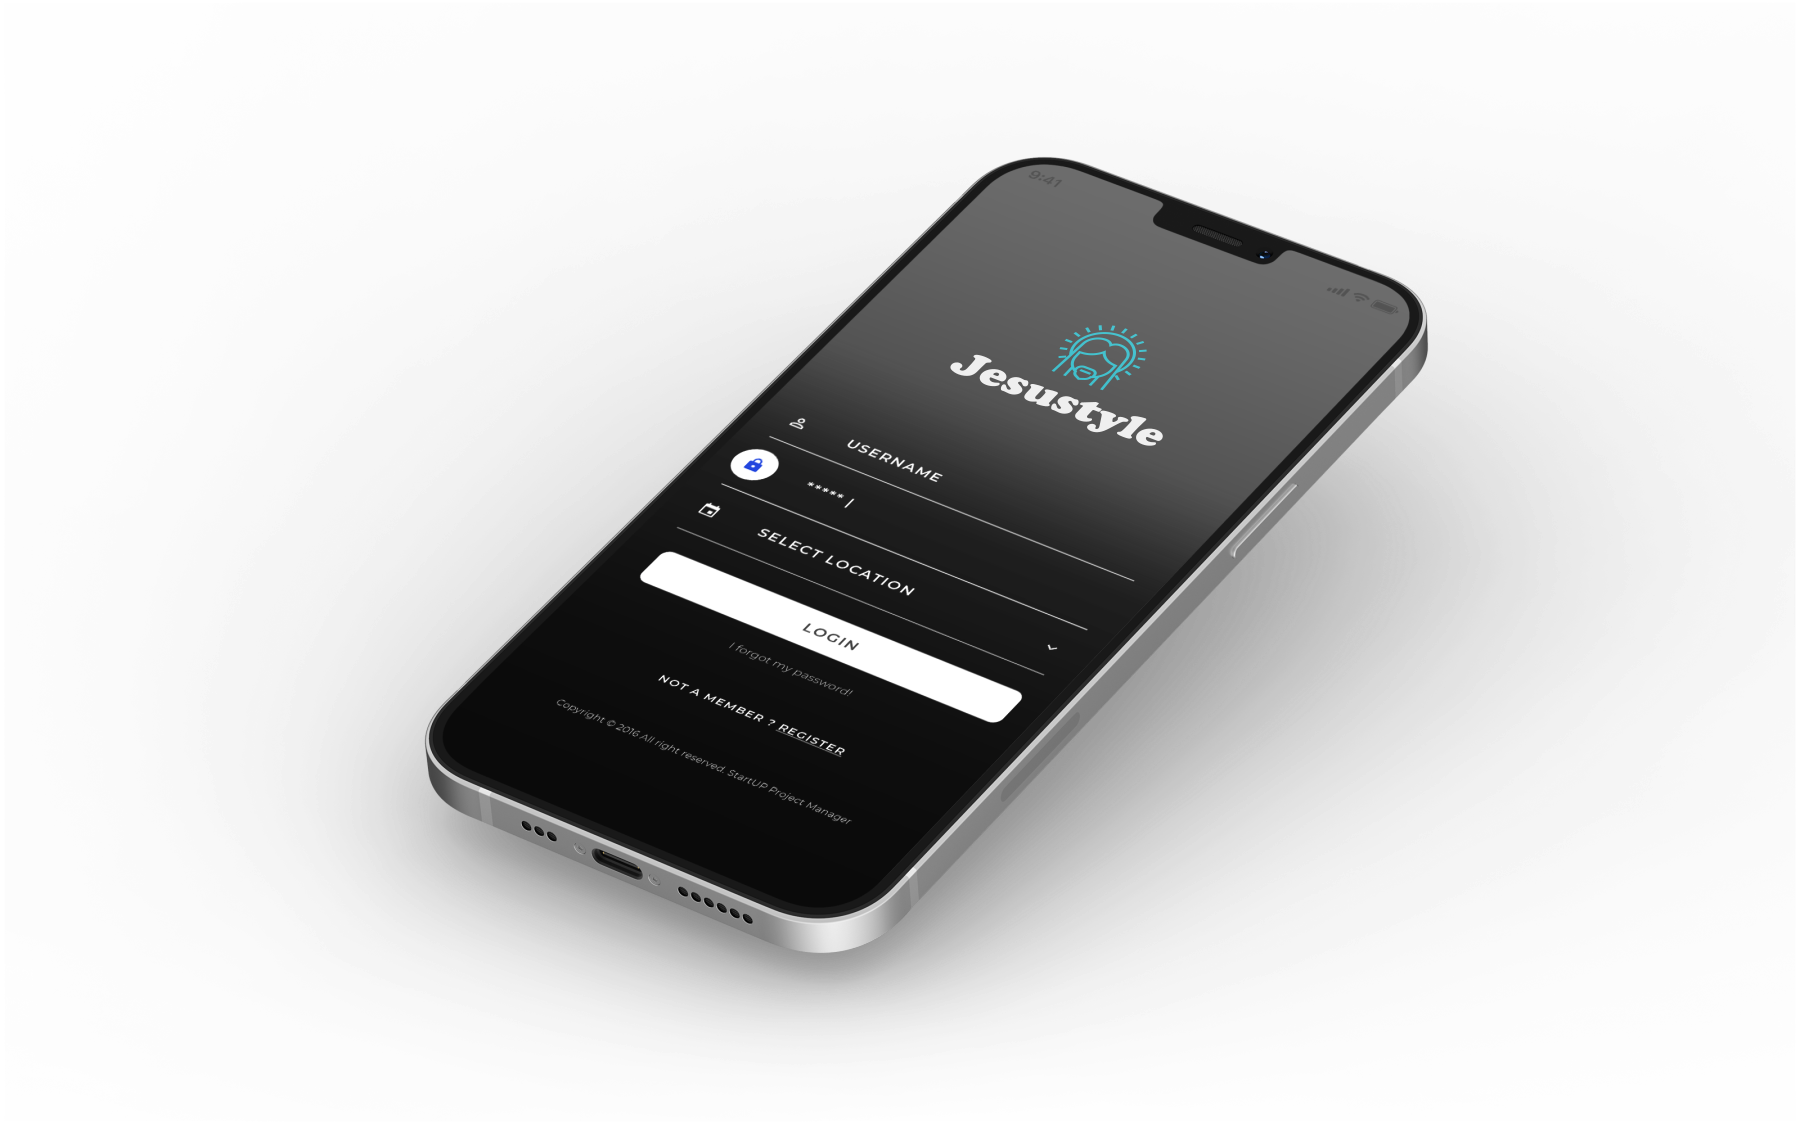 9:41
Jesustyle
USERNAME
***** |
SELECT LOCATION
LOGIN
I forgot my password!
NOT A MEMBER ? REGISTER
Copyright © 2016 All right reserved. StartUP Project Manager